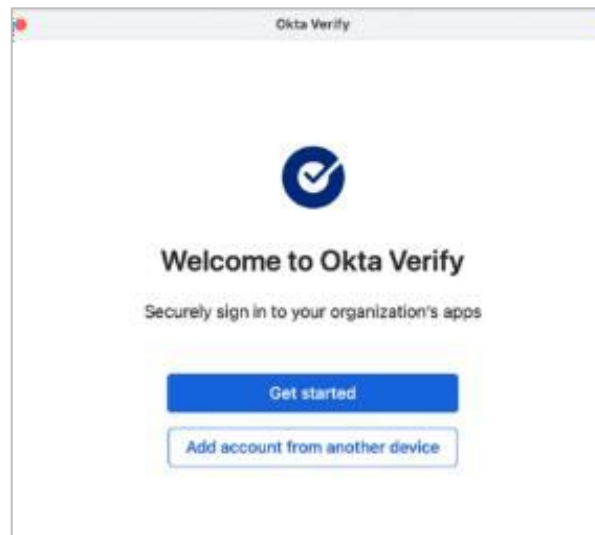 Okta Verify
Welcome to Okta Verify
Securely sign in to your organization's apps
Get started
Add account from another device